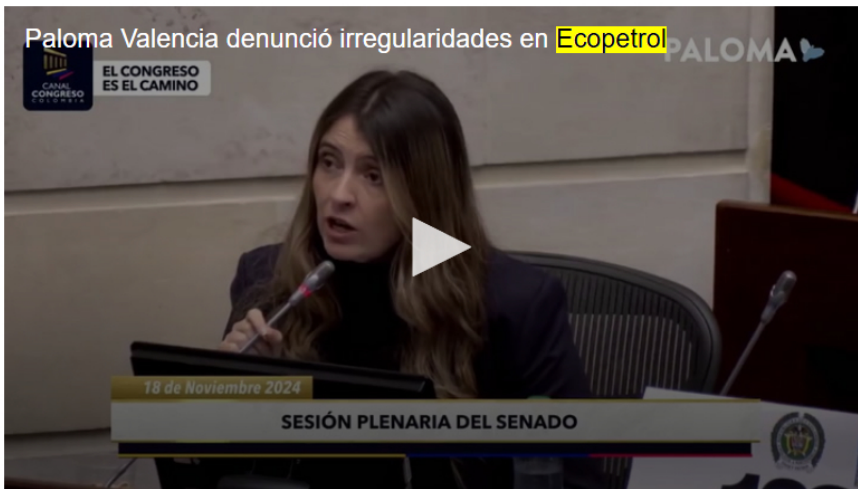 Paloma Valencia denunció irregularidades en Ecopetrol
PALOMA
CANAL
CONGRESO
COLOMBIA
EL CONGRESO
ES EL CAMINO
18 de Noviembre 2024
SESIÓN PLENARIA DEL SENADO